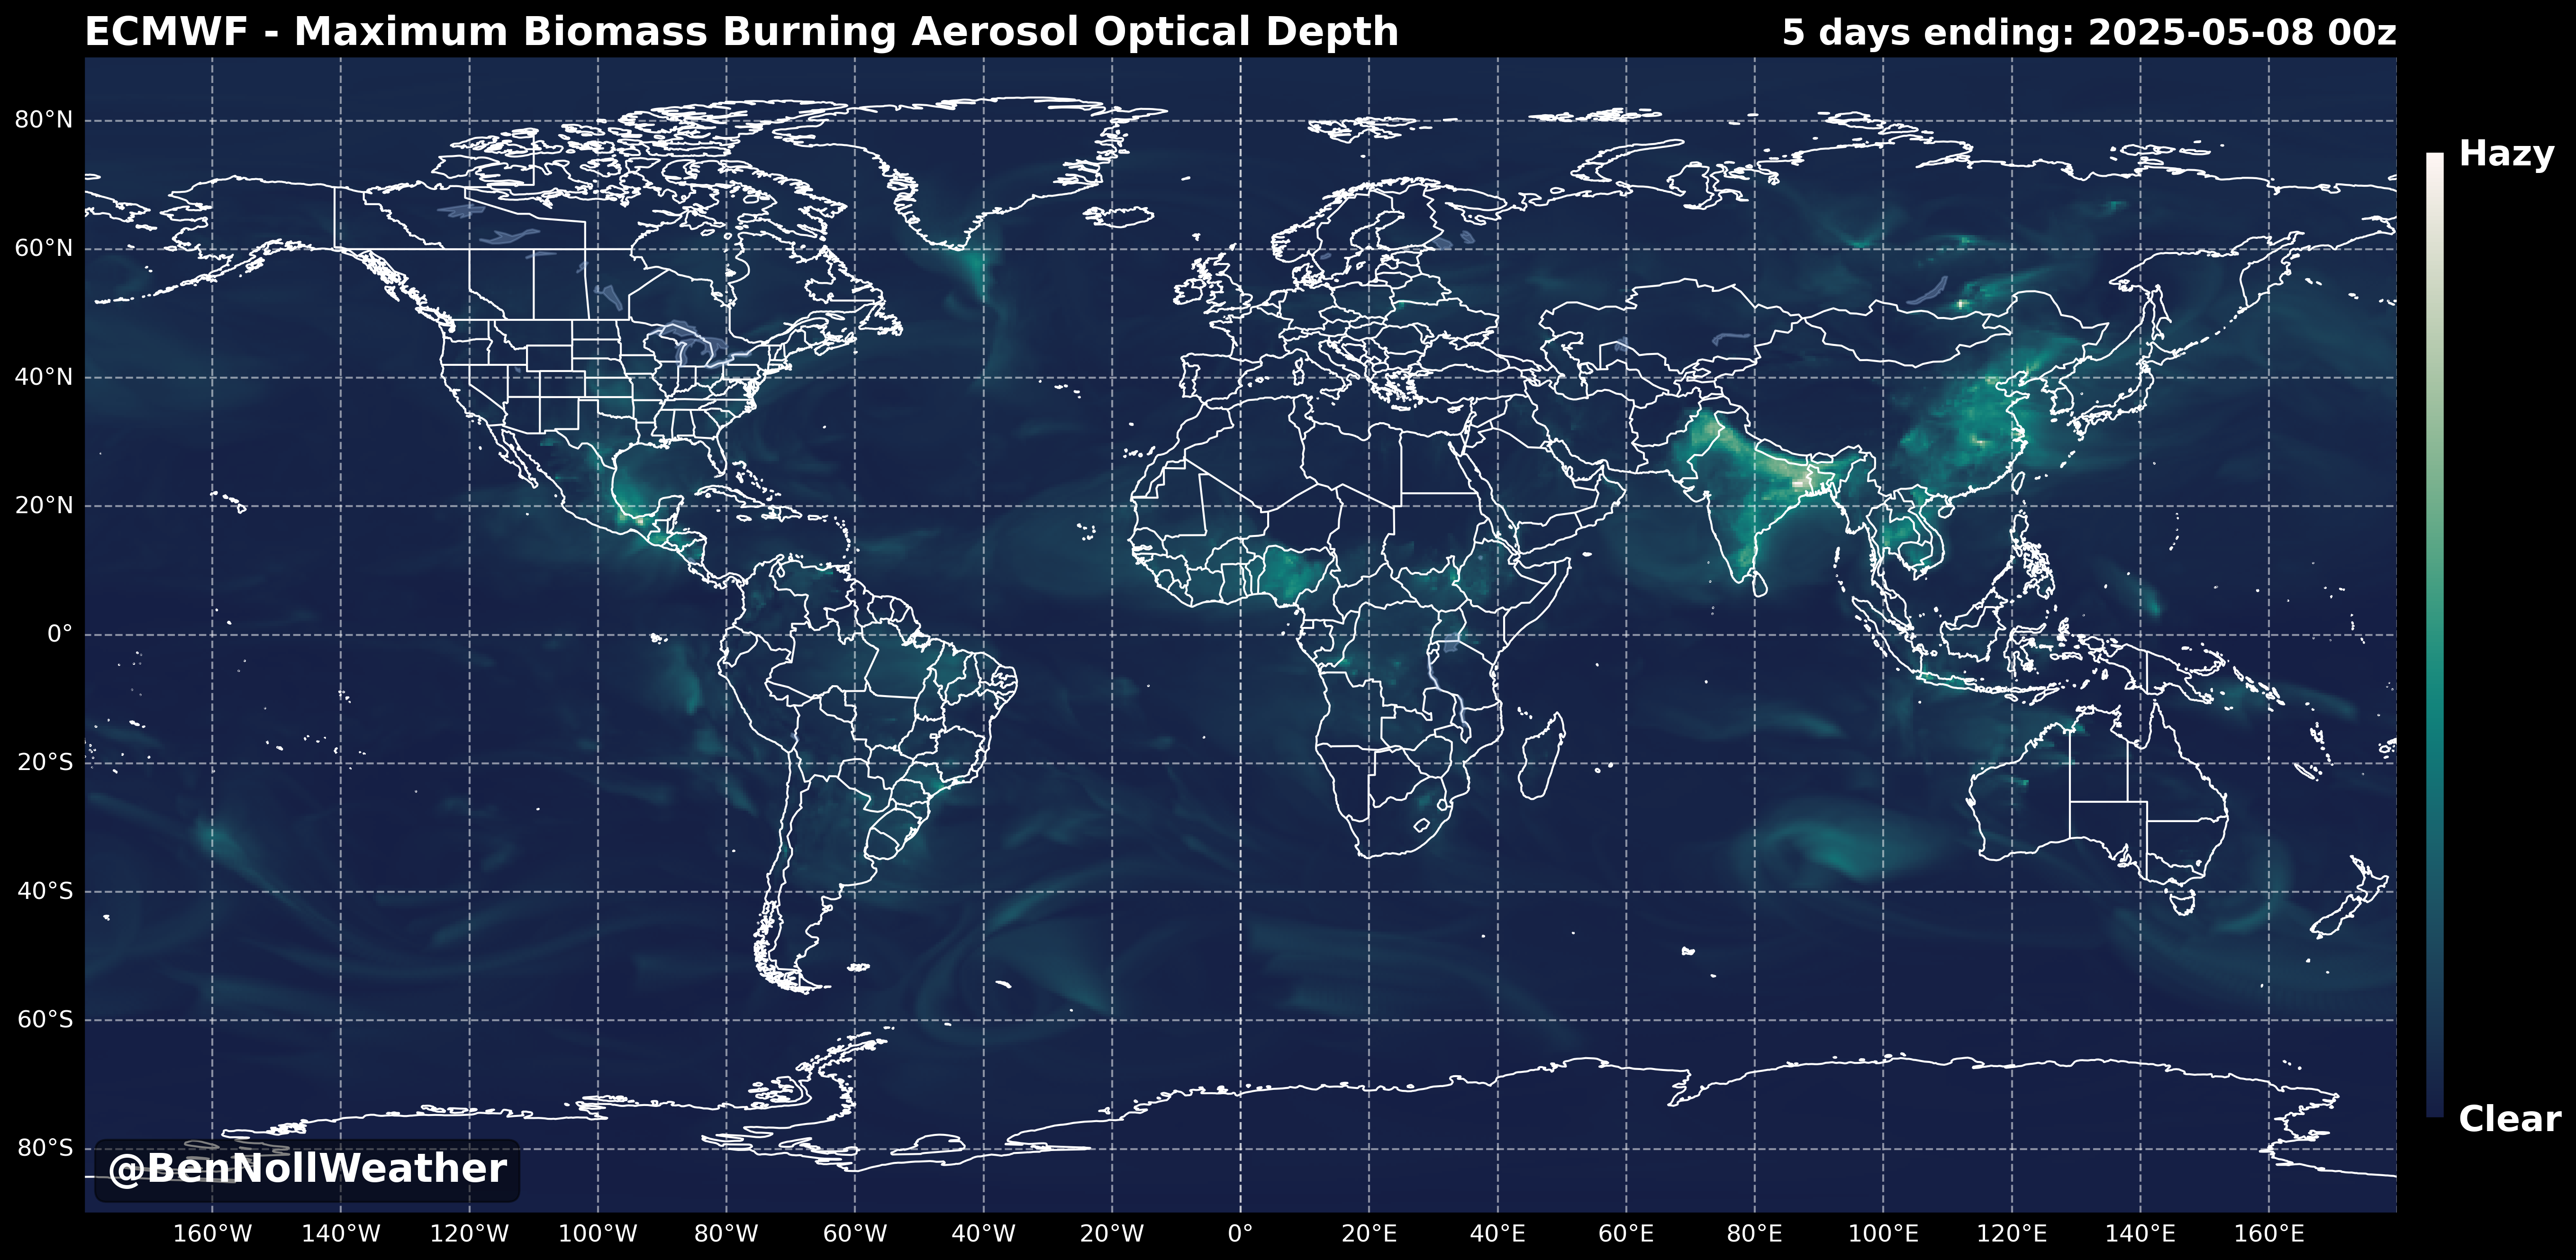 ECMWF - Maximum Biomass Burning Aerosol Optical Depth
5 days ending: 2025-05-08 00z
80°N
60°N
40°N
20°N
0°
20°S
40°S
60°S
80°S
160°W 140°W 120°W 100°W 80°W 60°W 40°W 20°W 0° 20°E 40°E 60°E 80°E 100°E 120°E 140°E 160°E
Hazy
Clear
@BenNollWeather